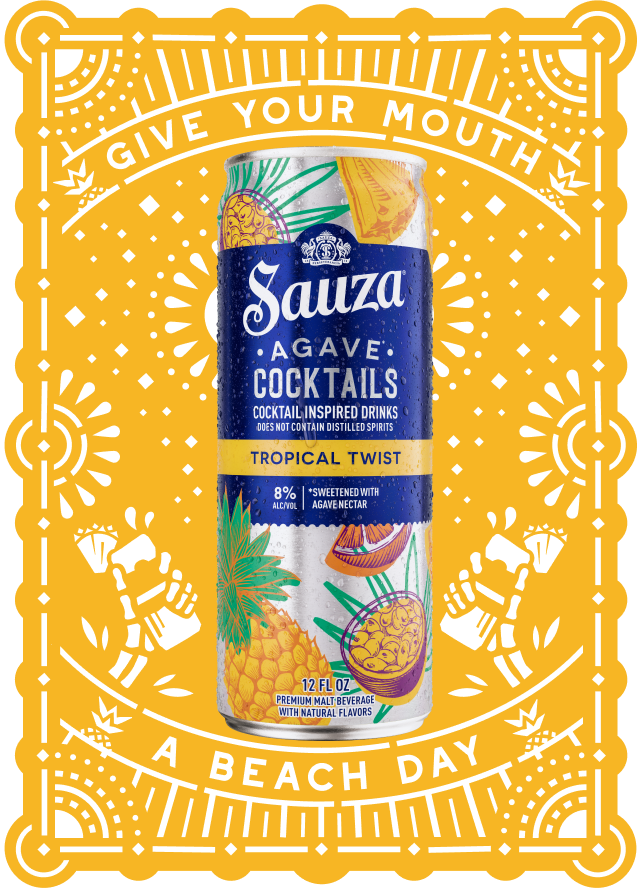 GIVE YOUR MOUTH
Sauza®
• AGAVE •
COCKTAILS
COCKTAIL INSPIRED DRINKS
DOES NOT CONTAIN DISTILLED SPIRITS
TROPICAL TWIST
8%
ALC/VOL
*SWEETENED WITH
AGAVE NECTAR
12 FL OZ
PREMIUM MALT BEVERAGE
WITH NATURAL FLAVORS
A BEACH DAY